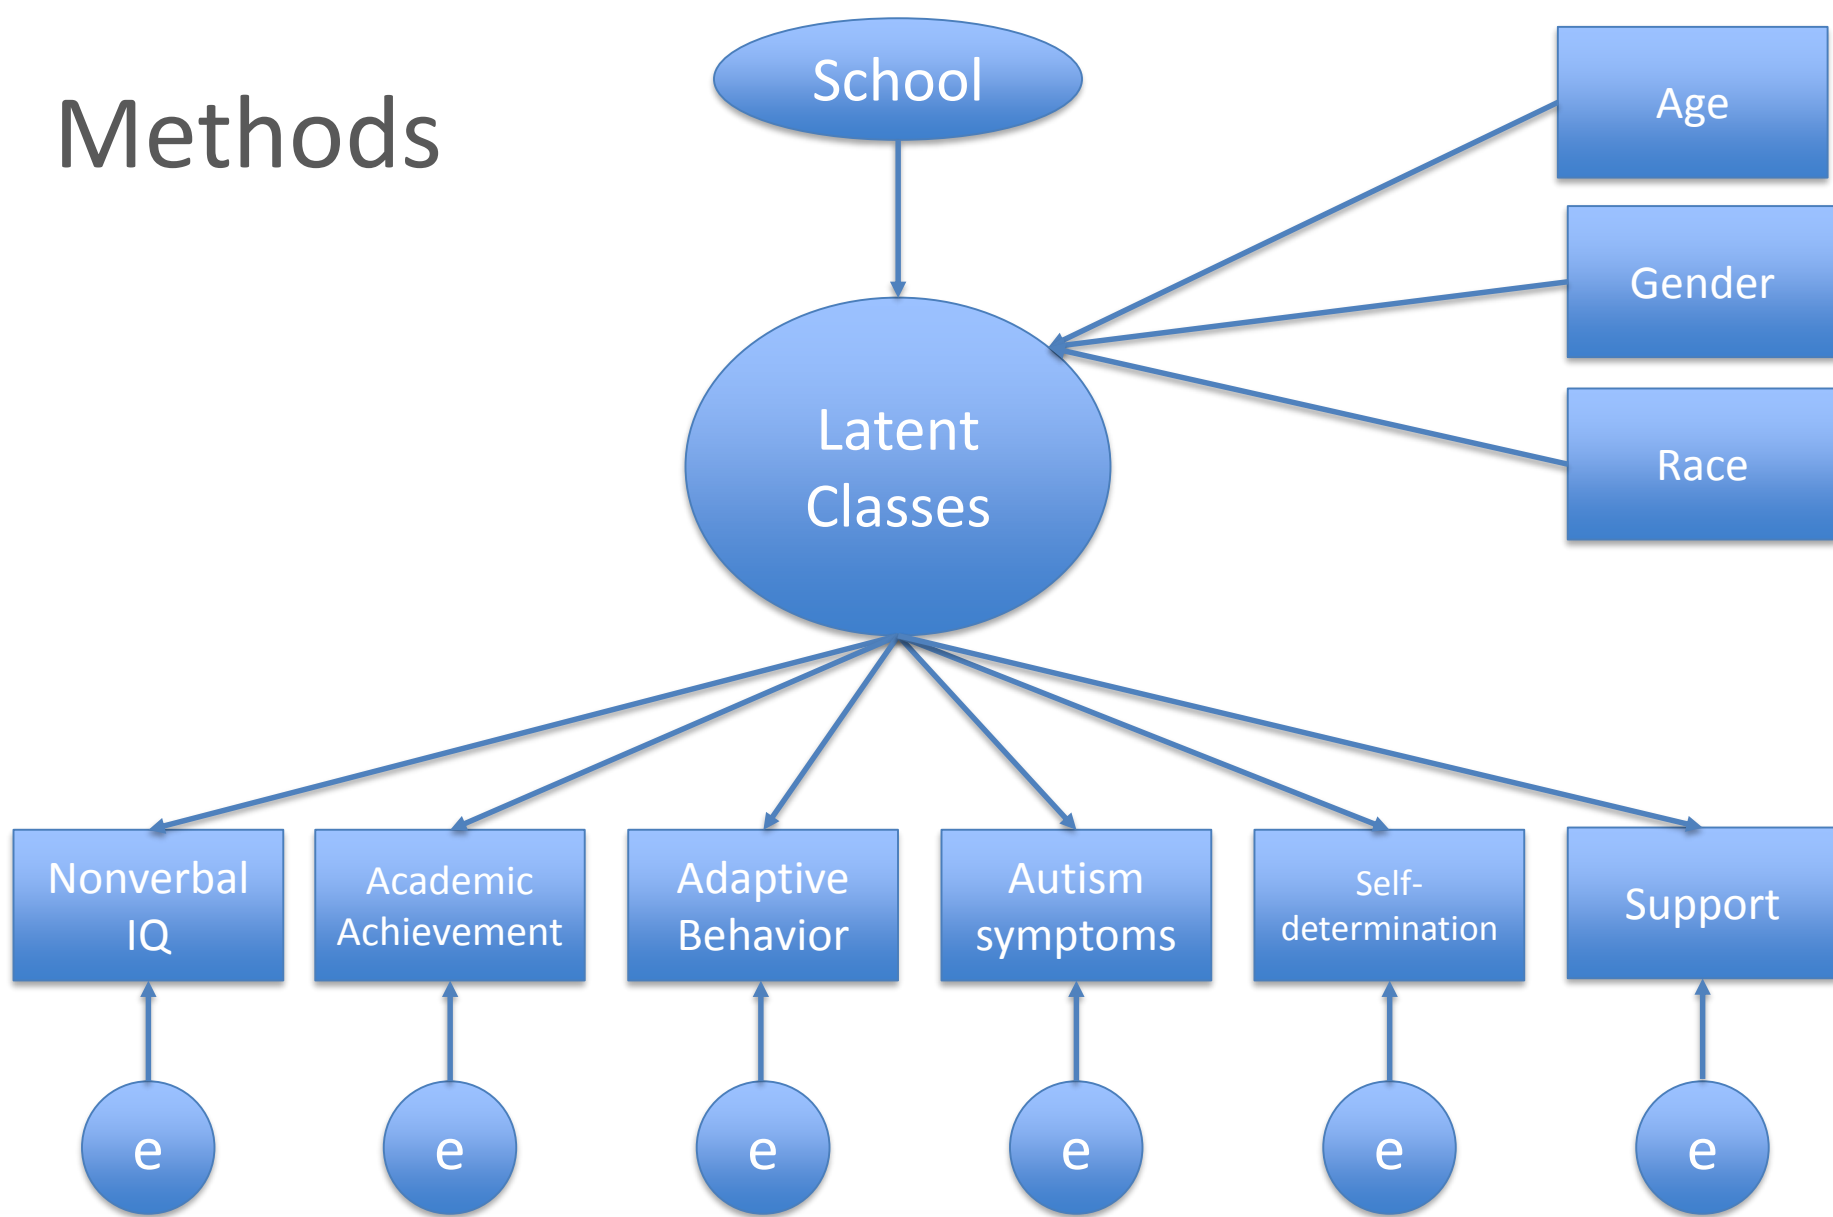 Methods
School
Age
Gender
Race
Latent
Classes
Nonverbal
IQ
Academic
Achievement
Adaptive
Behavior
Autism
symptoms
Self-
determination
Support
e
e
e
e
e
e